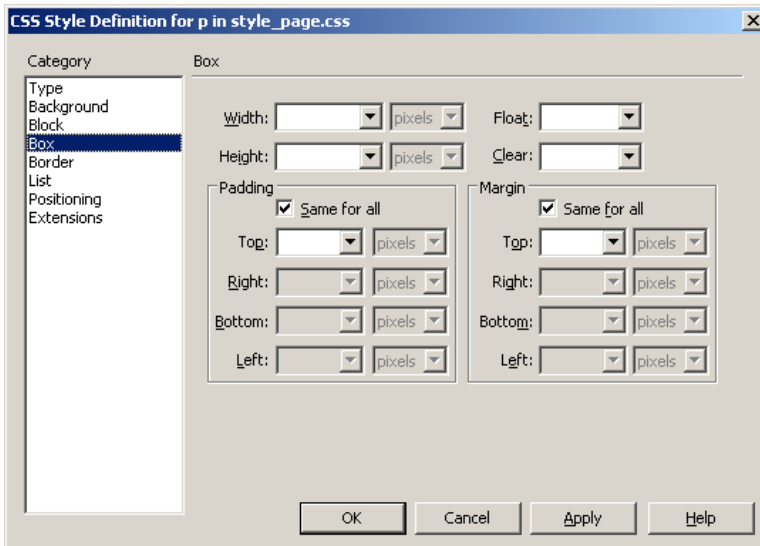 CSS Style Definition for p in style_page.css
Category
Type
Background
Block
Box
Border
List
Positioning
Extensions
Box
Width: pixels Float:
Height: pixels Clear:
Padding
Same for all
Top: pixels
Right: pixels
Bottom: pixels
Left: pixels
Margin
Same for all
Top: pixels
Right: pixels
Bottom: pixels
Left: pixels
OK Cancel Apply Help